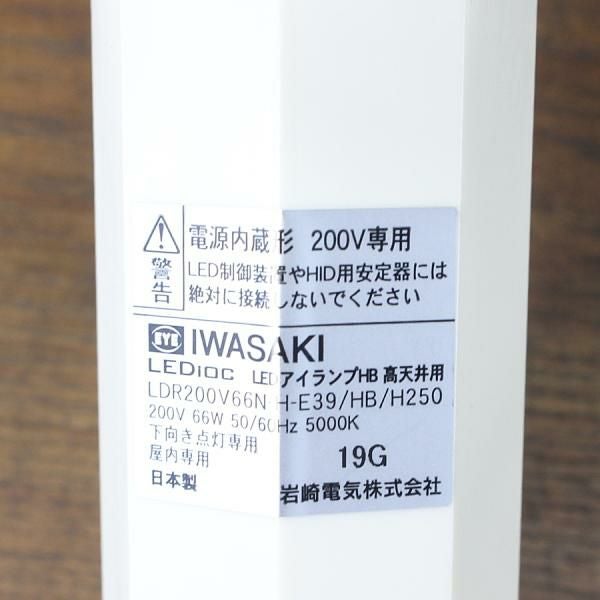 電源内蔵形 200V専用
警告
LED制御装置やHID用安定器には
絶対に接続しないでください
EYE IWASAKI
LEDioc LEDアイランプHB 高天井用
LDR200V66N-H-E39/HB/H250
200V 66W 50/60Hz 5000K
下向き点灯専用
屋内専用
19G
日本製
岩崎電気株式会社